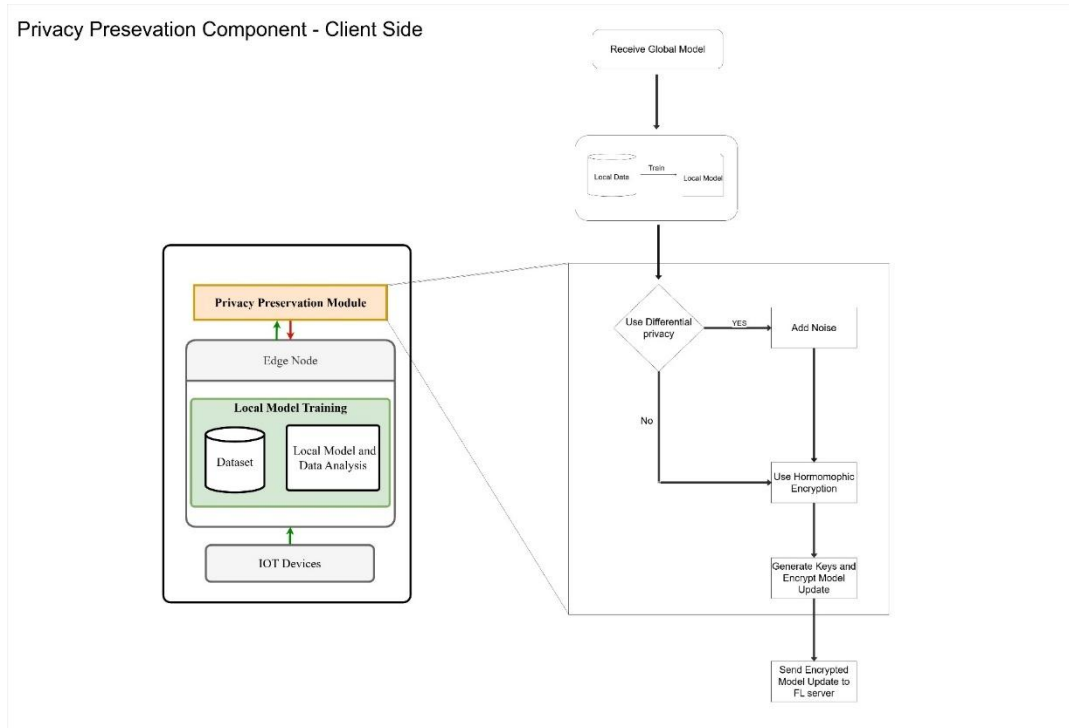 Privacy Presevation Component - Client Side
Receive Global Model
Local Data
Train
Local Model
Privacy Preservation Module
Edge Node
Local Model Training
Dataset
Local Model and
Data Analysis
IOT Devices
Use Differential
privacy
YES
Add Noise
No
Use Hormomophic
Encryption
Generate Keys and
Encrypt Model
Update
Send Encrypted
Model Update to
FL server